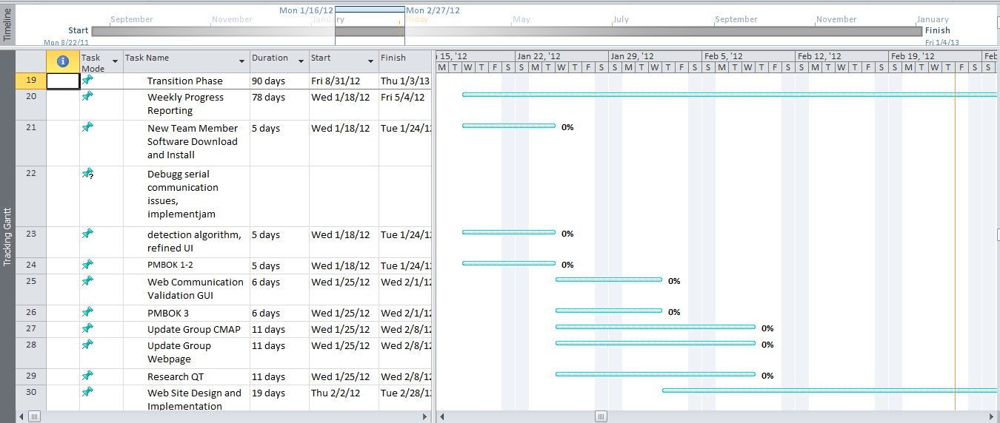 Timeline
Mon 1/16/12 Mon 2/27/12
September November January Today May July September November January
Start Finish
Mon 8/22/11 Fri 1/4/13
Tracking Gantt
Task Mode Task Name Duration Start Finish
15, '12 Jan 22, '12 Jan 29, '12 Feb 5, '12 Feb 12, '12 Feb 19, '12 Feb
M T W T F S S M T W T F S S M T W T F S S M T W T F S S M T W T F S S M T W T F S S
19 Transition Phase 90 days Fri 8/31/12 Thu 1/3/13
20 Weekly Progress 78 days Wed 1/18/12 Fri 5/4/12
Reporting
21 New Team Member 5 days Wed 1/18/12 Tue 1/24/12 0%
Software Download
and Install
22 Debugg serial
communication
issues,
implementjam
23 detection algorithm, 5 days Wed 1/18/12 Tue 1/24/12 0%
refined UI
24 PMBOK 1-2 5 days Wed 1/18/12 Tue 1/24/12 0%
25 Web Communication 6 days Wed 1/25/12 Wed 2/1/12 0%
Validation GUI
26 PMBOK 3 6 days Wed 1/25/12 Wed 2/1/12 0%
27 Update Group CMAP 11 days Wed 1/25/12 Wed 2/8/12 0%
28 Update Group 11 days Wed 1/25/12 Wed 2/8/12 0%
Webpage
29 Research QT 11 days Wed 1/25/12 Wed 2/8/12 0%
30 Web Site Design and 19 days Thu 2/2/12 Tue 2/28/12
Implementation